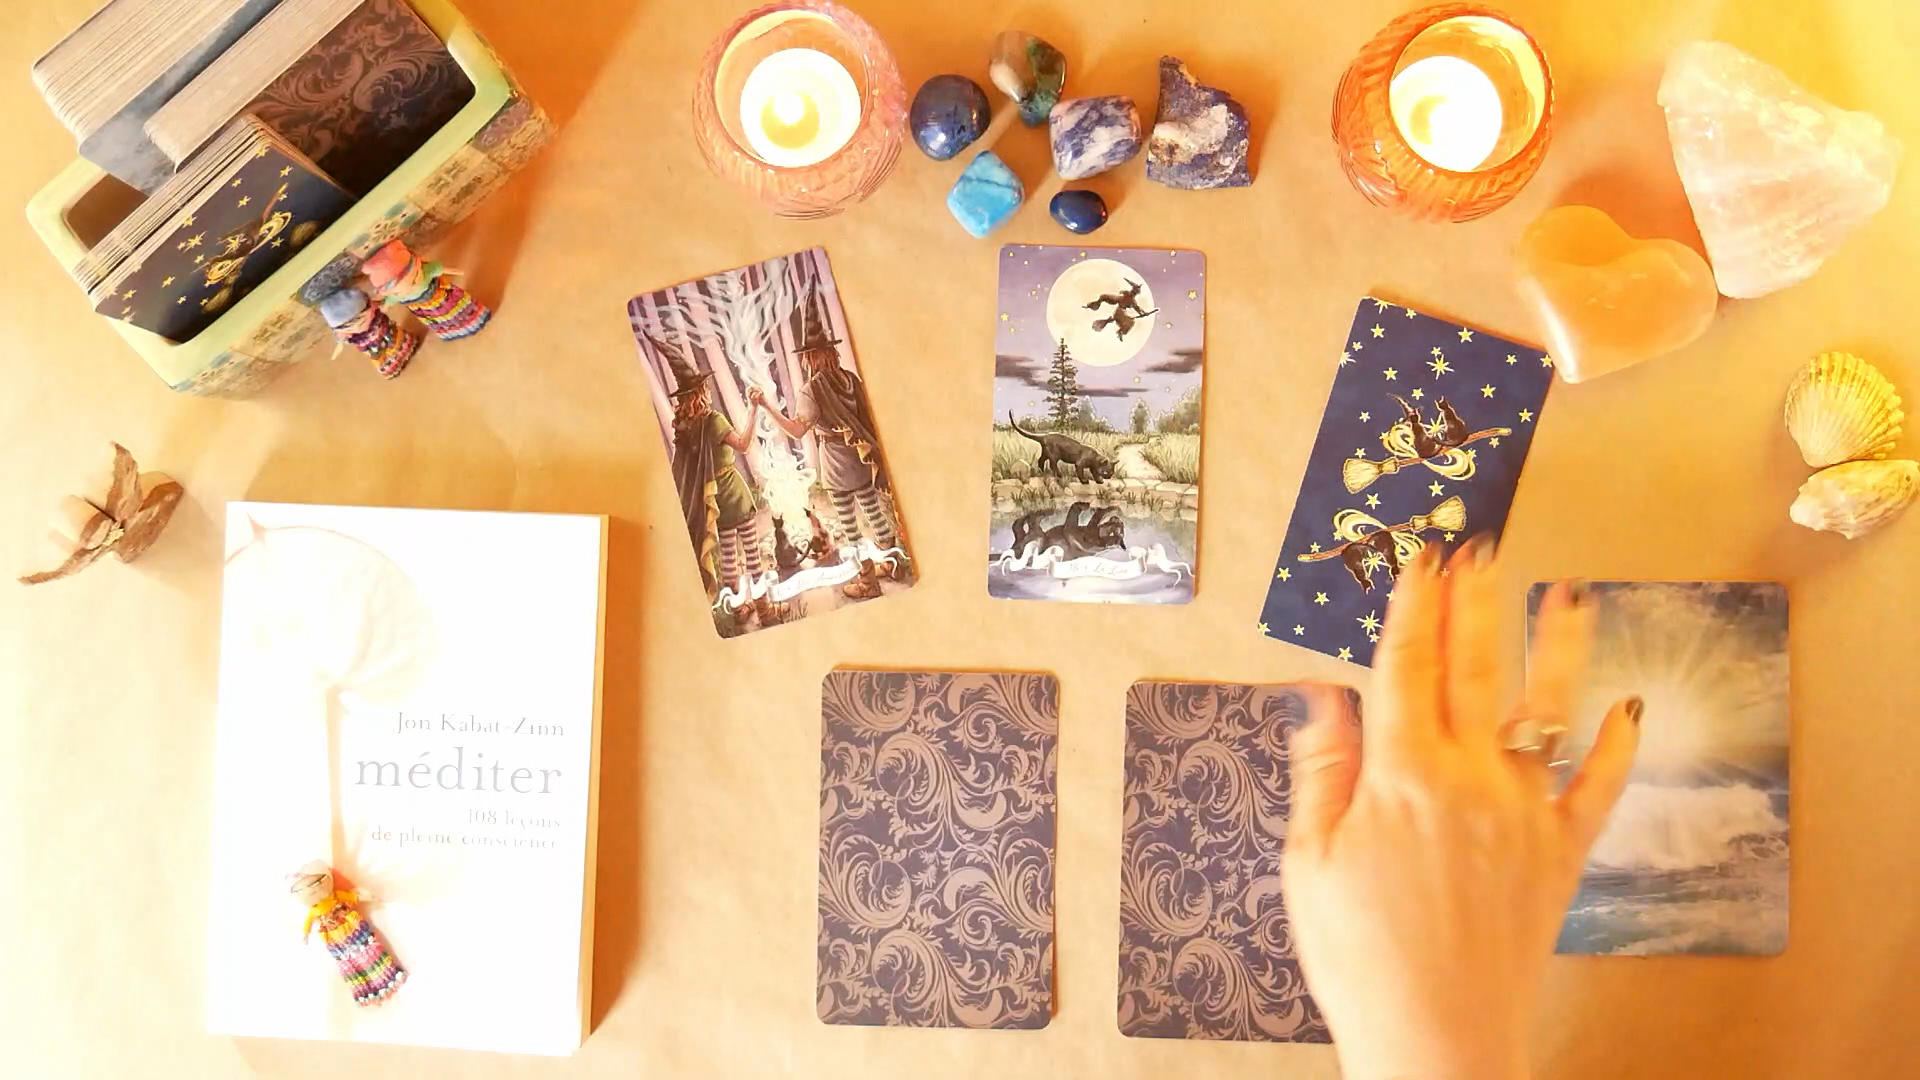 Jon Kabat-Zinn
méditer
108 leçons
de pleine conscience